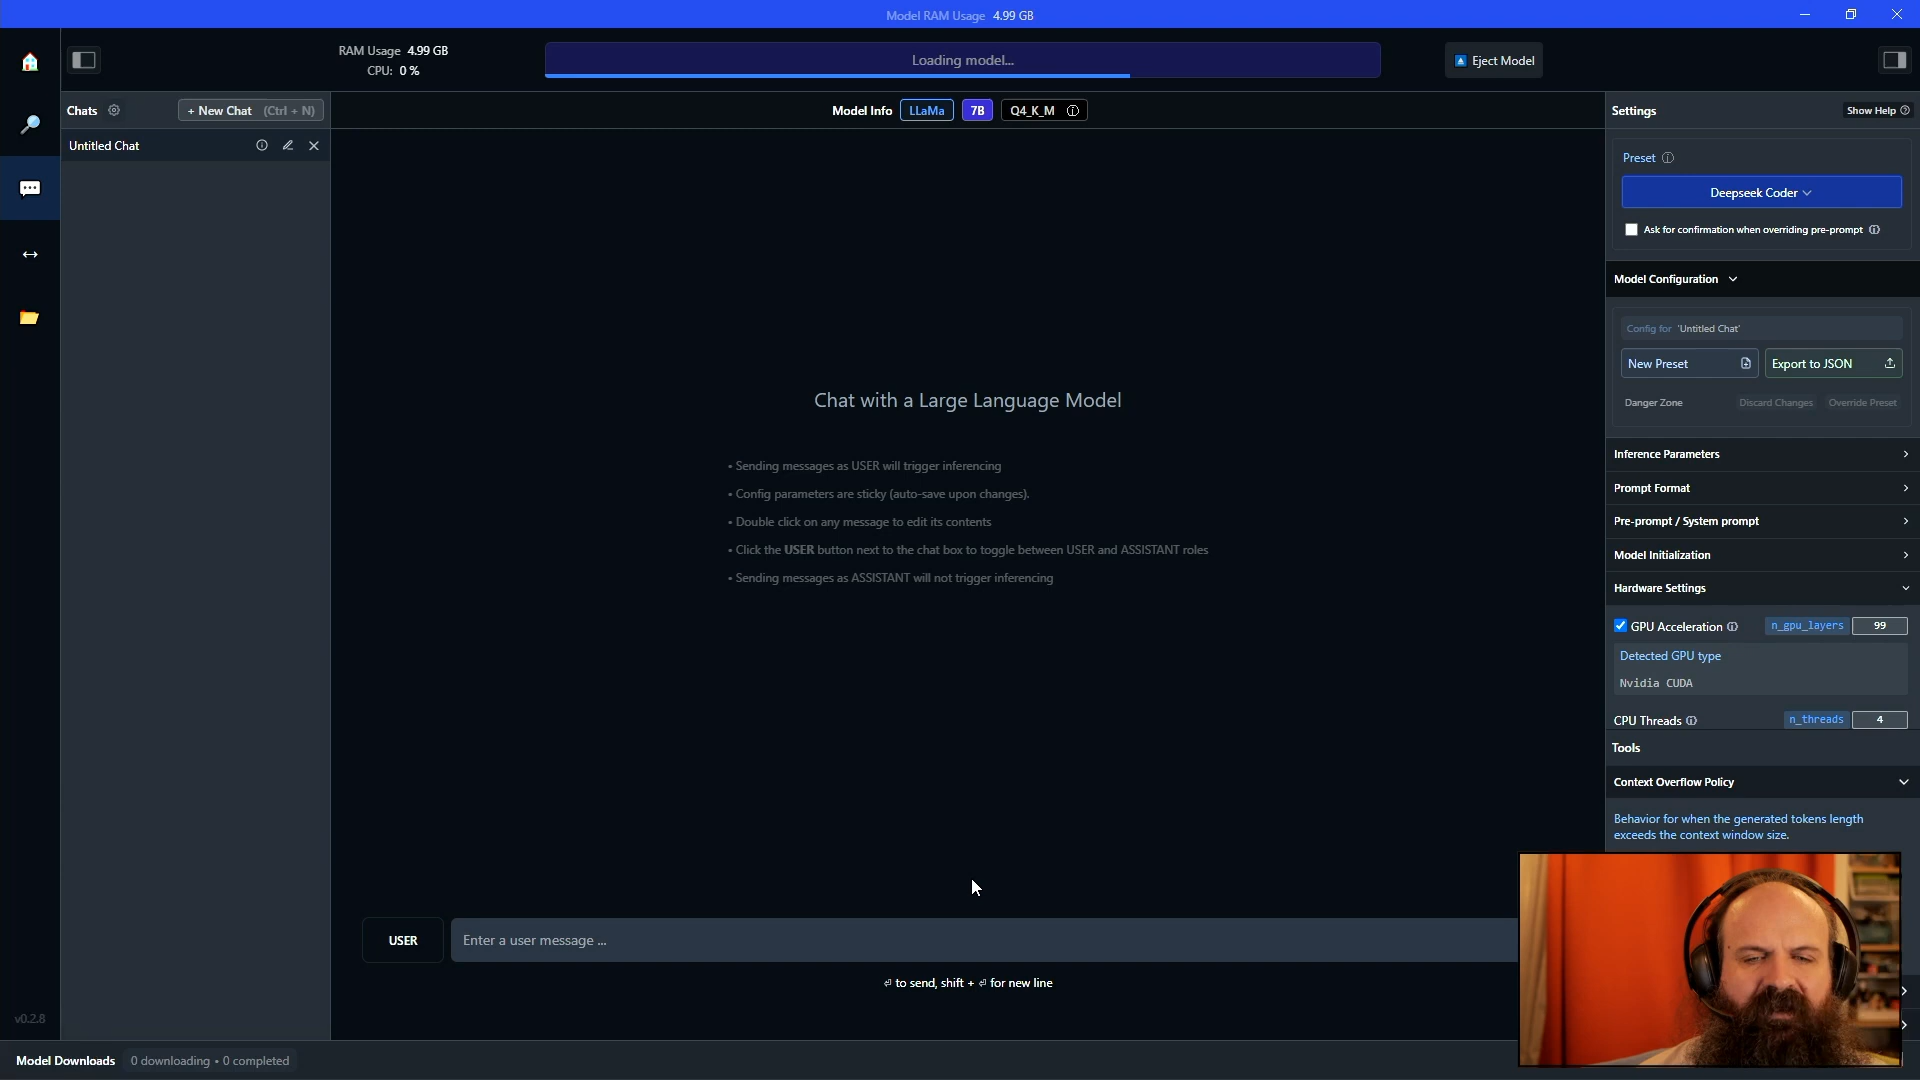 Model RAM Usage 4.99 GB
RAM Usage 4.99 GB
CPU: 0 %
Loading model...
Eject Model
Chats
+ New Chat (Ctrl + N)
Model Info LLaMa 7B Q4_K_M
Settings
Show Help
Untitled Chat
Preset
Deepseek Coder
Ask for confirmation when overriding pre-prompt
Model Configuration
Config for 'Untitled Chat'
New Preset
Export to JSON
Danger Zone
Discard Changes
Override Preset
Chat with a Large Language Model
• Sending messages as USER will trigger inferencing
• Config parameters are sticky (auto-save upon changes).
• Double click on any message to edit its contents
• Click the USER button next to the chat box to toggle between USER and ASSISTANT roles
• Sending messages as ASSISTANT will not trigger inferencing
Inference Parameters
Prompt Format
Pre-prompt / System prompt
Model Initialization
Hardware Settings
GPU Acceleration n_gpu_layers 99
Detected GPU type
Nvidia CUDA
CPU Threads n_threads 4
Tools
Context Overflow Policy
Behavior for when the generated tokens length
exceeds the context window size.
USER
Enter a user message ...
⏎ to send, shift + ⏎ for new line
v0.2.8
Model Downloads 0 downloading • 0 completed